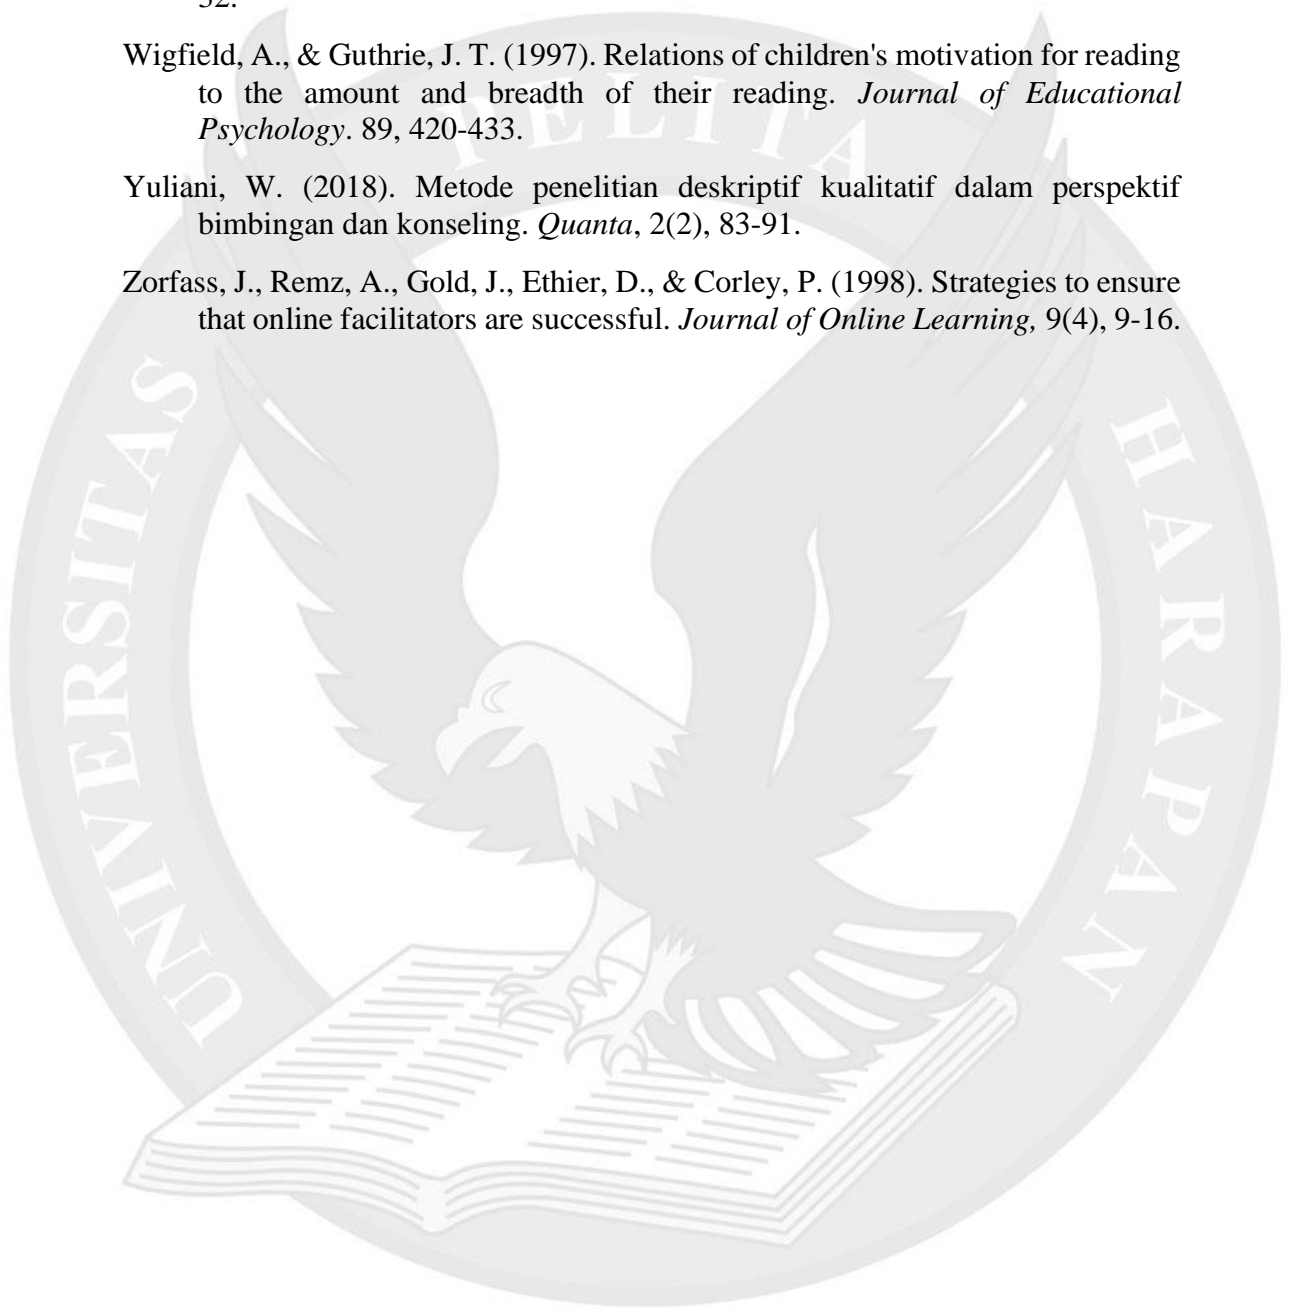 32.
Wigfield, A., & Guthrie, J. T. (1997). Relations of children's motivation for reading
to the amount and breadth of their reading. Journal of Educational
Psychology. 89, 420-433.
Yuliani, W. (2018). Metode penelitian deskriptif kualitatif dalam perspektif
bimbingan dan konseling. Quanta, 2(2), 83-91.
Zorfass, J., Remz, A., Gold, J., Ethier, D., & Corley, P. (1998). Strategies to ensure
that online facilitators are successful. Journal of Online Learning, 9(4), 9-16.
UNIVERSITAS
PELITA
HARAPAN